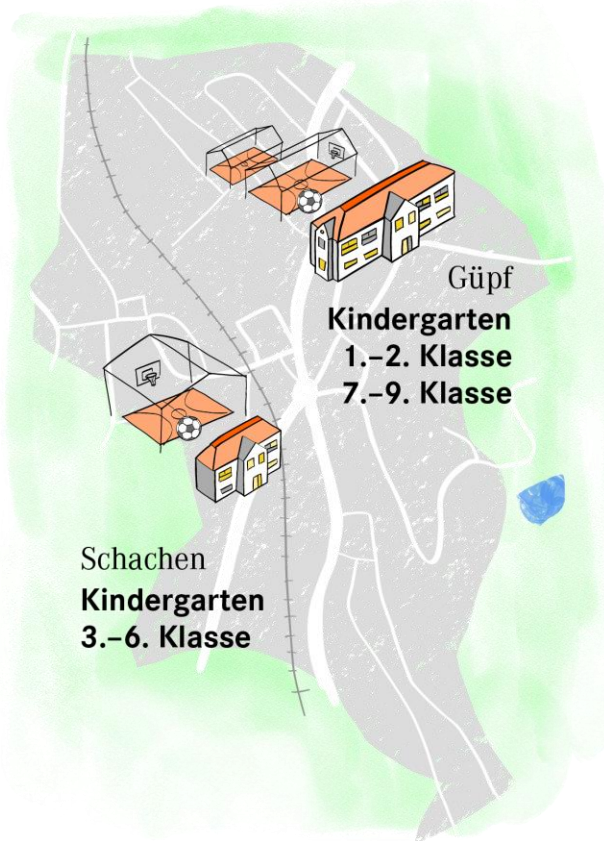 Güpf
Kindergarten
1.–2. Klasse
7.–9. Klasse
Schachen
Kindergarten
3.–6. Klasse